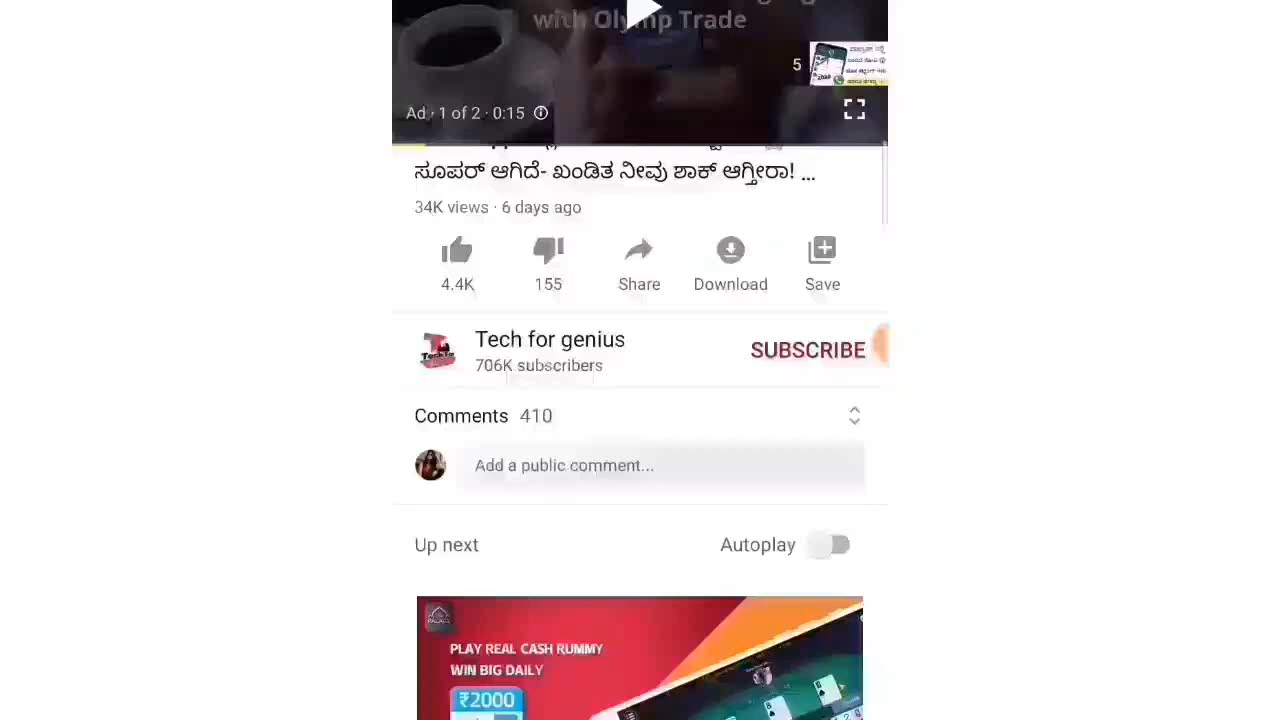 with Olymp Trade
5
Ad · 1 of 2 · 0:15
ಸೂಪರ್ ಆಗಿದೆ- ಖಂಡಿತ ನೀವು ಶಾಕ್ ಆಗ್ತೀರಾ! ...
34K views · 6 days ago
4.4K
155
Share
Download
Save
Tech for genius
706K subscribers
SUBSCRIBE
Comments 410
Add a public comment...
Up next
Autoplay
PLAY REAL CASH RUMMY
WIN BIG DAILY
₹2000